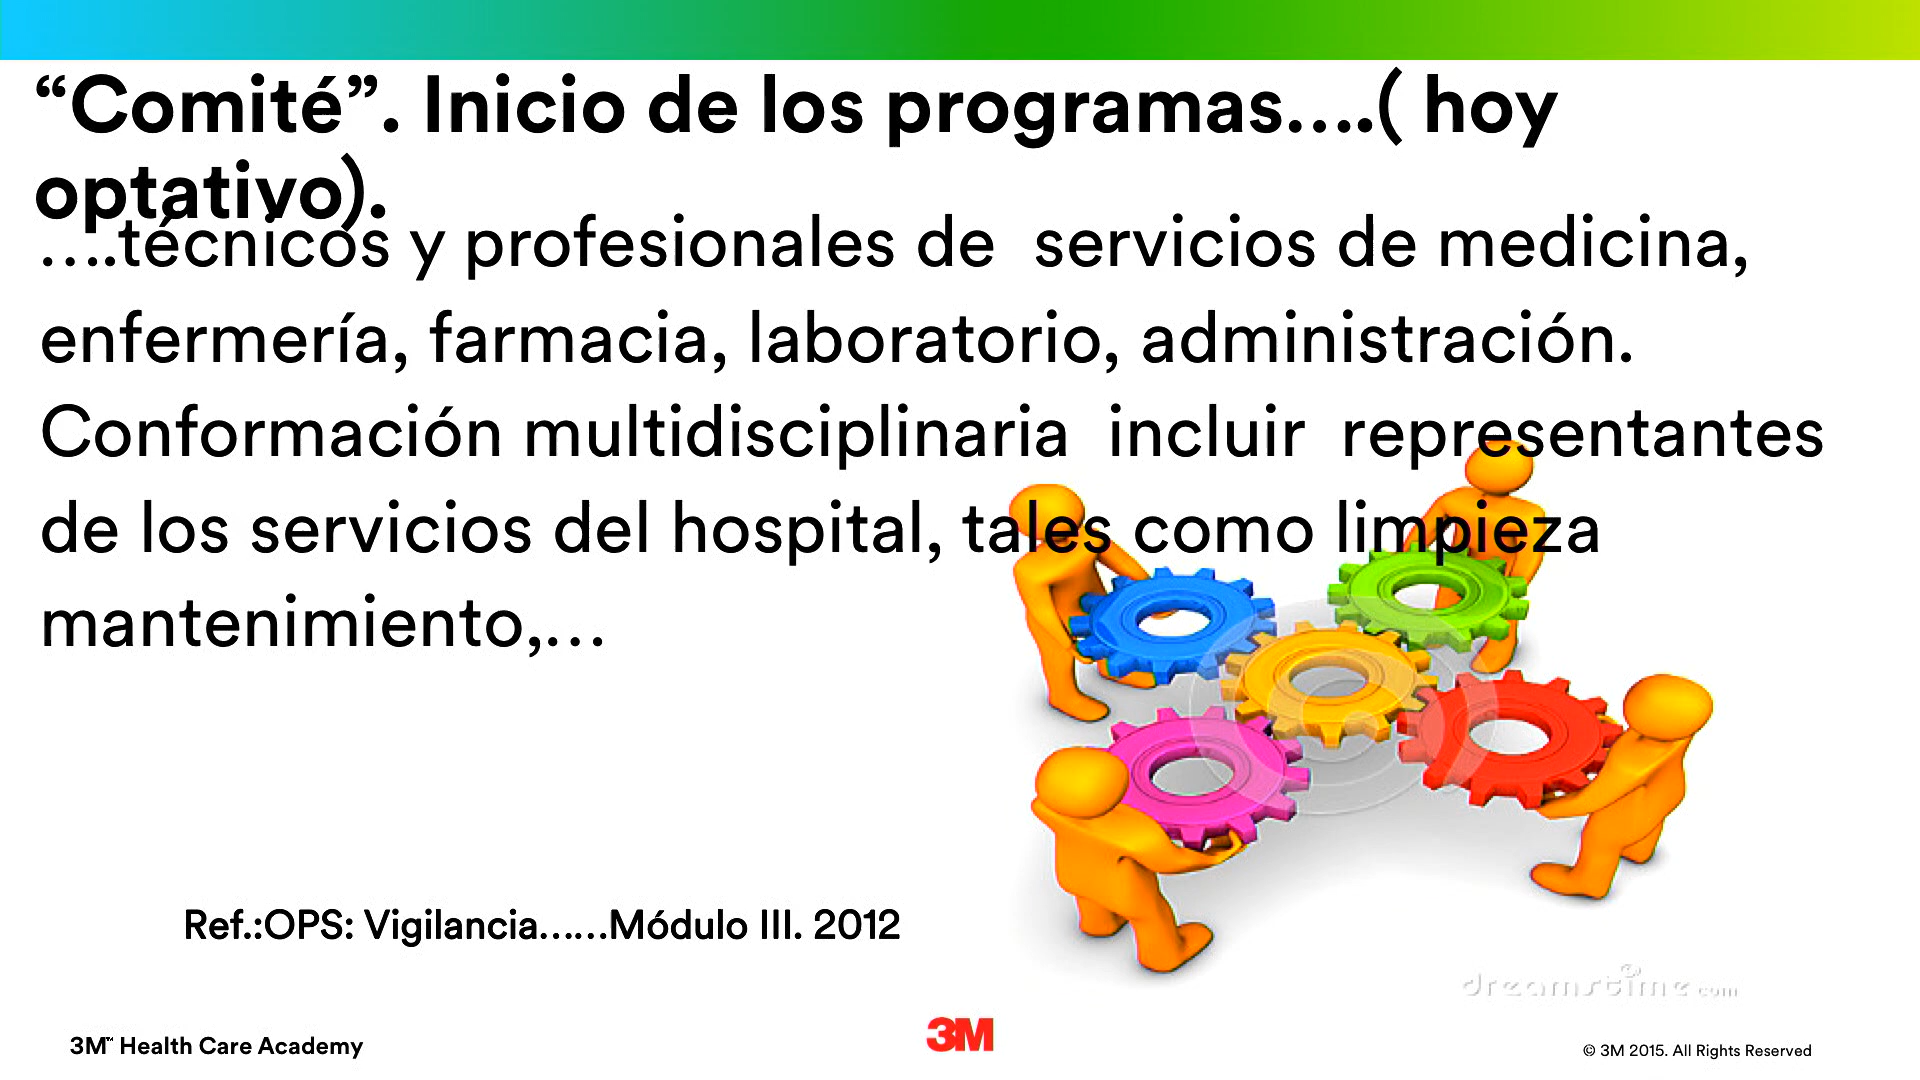 “Comité”. Inicio de los programas....( hoy
optativo).
....técnicos y profesionales de  servicios de medicina,
enfermería, farmacia, laboratorio, administración.
Conformación multidisciplinaria  incluir  representantes
de los servicios del hospital, tales como limpieza
mantenimiento,...
Ref.:OPS: Vigilancia......Módulo III. 2012
dreamstime.com
3M™ Health Care Academy
3M
© 3M 2015. All Rights Reserved